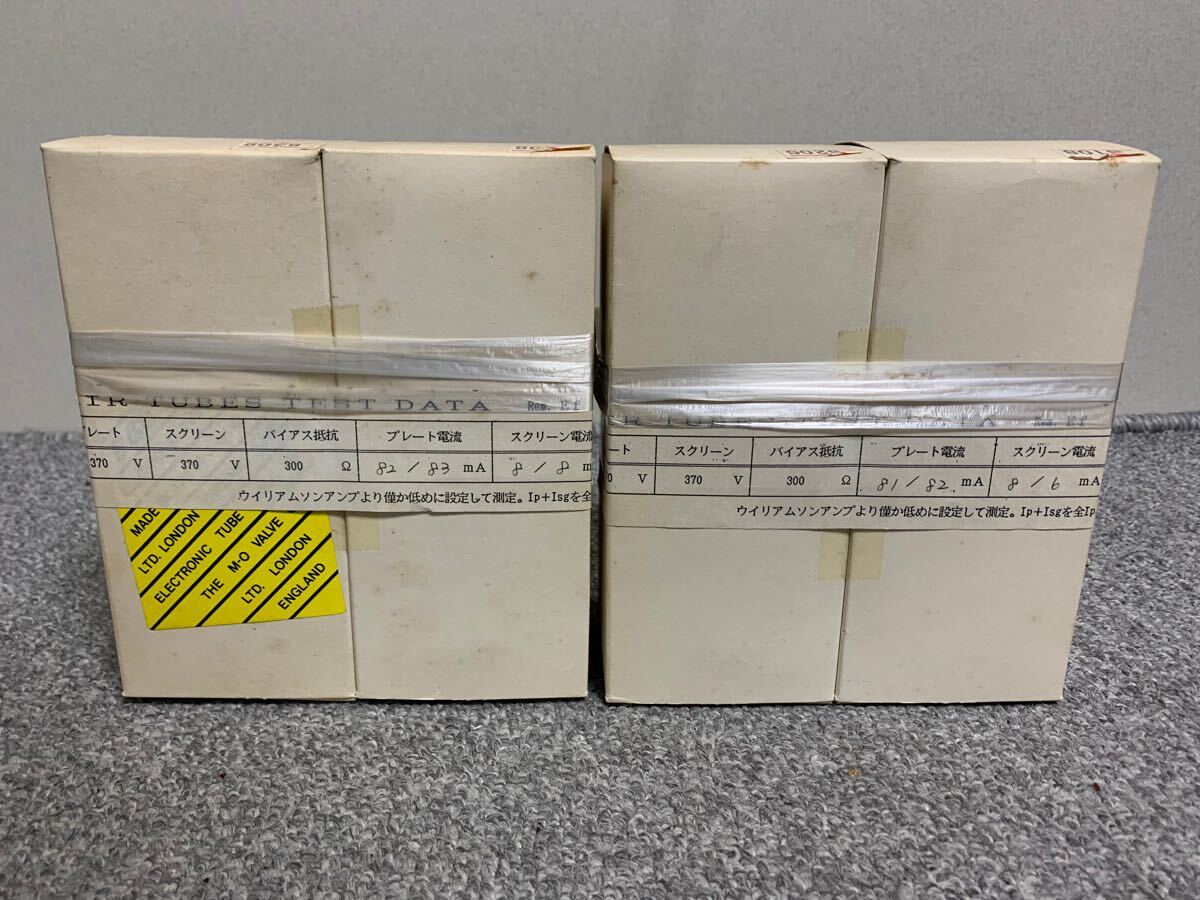 IR TUBES TEST DATA Rem. Ef
プレート スクリーン バイアス抵抗 プレート電流 スクリーン電流
370 V 370 V 300 Ω 82 / 83 mA 8 / 8 m
ウイリアムソンアンプより僅か低めに設定して測定。Ip+Isgを全
MADE
LTD. LONDON
ELECTRONIC TUBE
THE M-O VALVE
LTD. LONDON
ENGLAND
ート スクリーン バイアス抵抗 プレート電流 スクリーン電流
0 V 370 V 300 Ω 81 / 82 mA 8 / 6 mA
ウイリアムソンアンプより僅か低めに設定して測定。Ip+Isgを全Ip